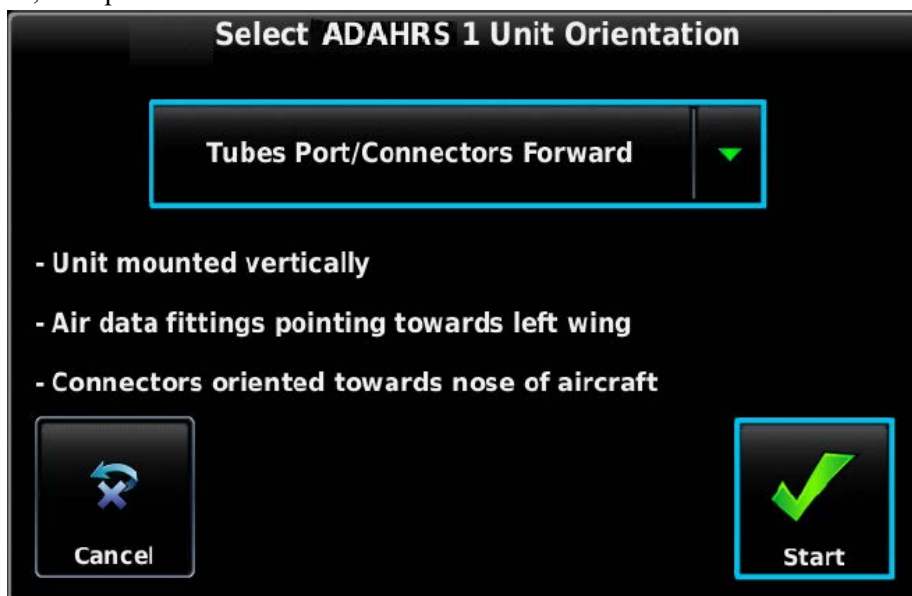 Select ADAHRS 1 Unit Orientation
Tubes Port/Connectors Forward
- Unit mounted vertically
- Air data fittings pointing towards left wing
- Connectors oriented towards nose of aircraft
Cancel
Start